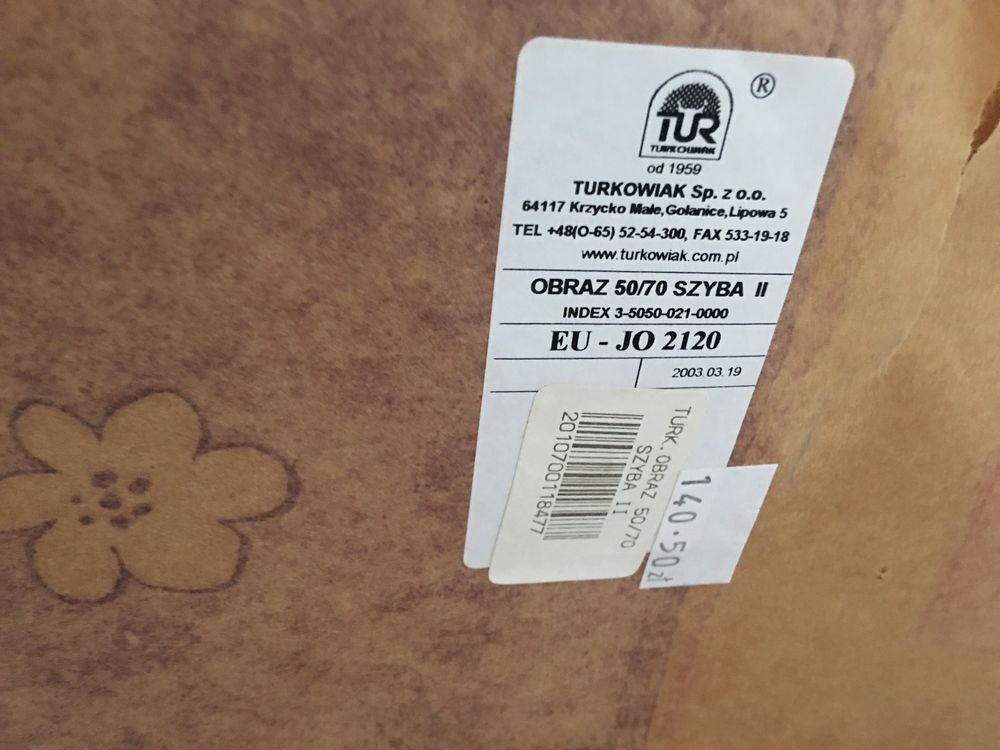 TUR
TURKOWIAK
®
od 1959
TURKOWIAK Sp. z o.o.
64117 Krzycko Małe,Gołanice,Lipowa 5
TEL +48(O-65) 52-54-300, FAX 533-19-18
www.turkowiak.com.pl
OBRAZ 50/70 SZYBA II
INDEX 3-5050-021-0000
EU - JO 2120
2003.03.19
TURK.OBRAZ 50/70
SZYBA II
2010700118477
140.50zł